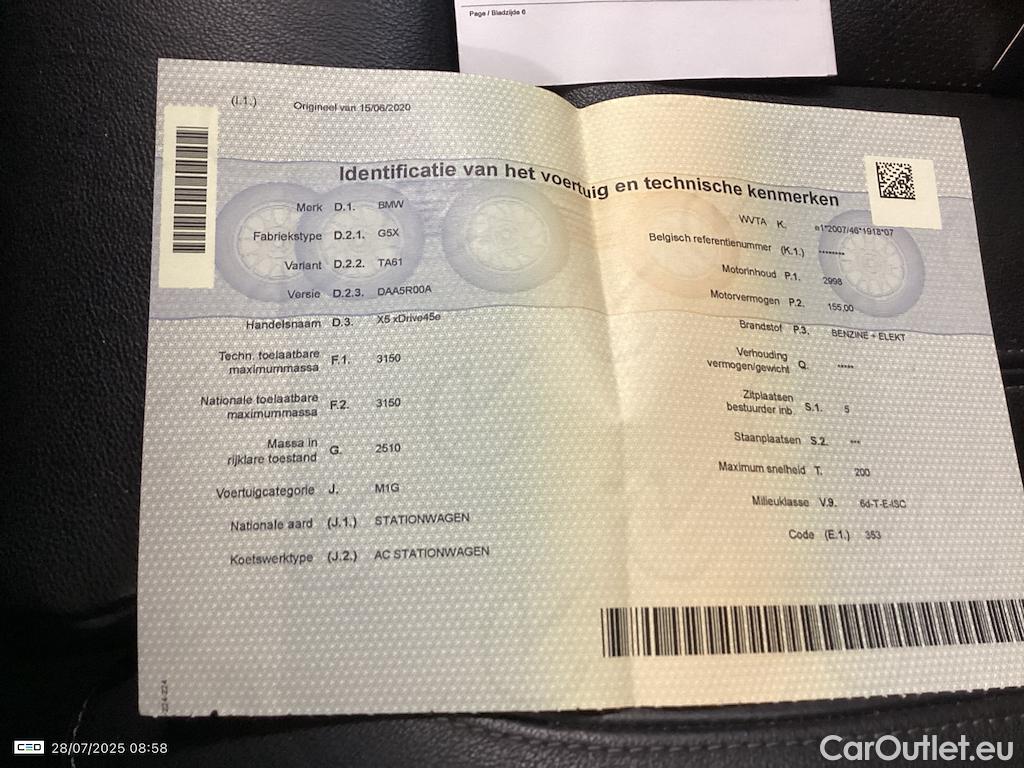 Page / Bladzijde 6
(I.1.) Origineel van 15/06/2020
Identificatie van het voertuig en technische kenmerken
Merk D.1. BMW
Fabriekstype D.2.1. G5X
Variant D.2.2. TA61
Versie D.2.3. DAA5R00A
Handelsnaam D.3. X5 xDrive45e
Techn. toelaatbare
maximummassa F.1. 3150
Nationale toelaatbare
maximummassa F.2. 3150
Massa in
rijklare toestand G. 2510
Voertuigcategorie J. M1G
Nationale aard (J.1.) STATIONWAGEN
Koetswerktype (J.2.) AC STATIONWAGEN
WVTA K. e1*2007/46*1918*07
Belgisch referentienummer (K.1.) ********
Motorinhoud P.1. 2998
Motorvermogen P.2. 155,00
Brandstof P.3. BENZINE + ELEKT
Verhouding
vermogen/gewicht Q. *****
Zitplaatsen
bestuurder inb. S.1. 5
Staanplaatsen S.2. ***
Maximum snelheid T. 200
Milieuklasse V.9. 6d-T-E-ISC
Code (E.1.) 353
224-224
CEO 28/07/2025 08:58
CarOutlet.eu